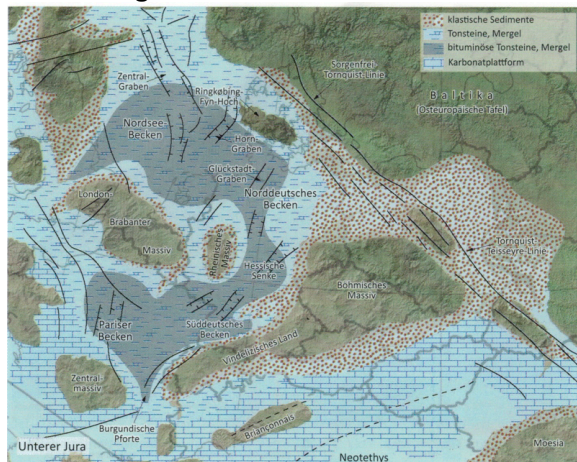 klastische Sedimente
Tonsteine, Mergel
bituminöse Tonsteine, Mergel
Karbonatplattform
Zentral-
Graben
Ringkøbing-
Fyn-Hoch
Sorgenfrei-
Tornquist-Linie
Baltika
(Osteuropäische Tafel)
Nordsee-
Becken
Horn-
Graben
Glückstadt-
Graben
Norddeutsches
Becken
London-
Brabanter
Massiv
Rheinisches
Massiv
Hessische
Senke
Tornquist-
Teisseyre-Linie
Böhmisches
Massiv
Pariser
Becken
Süddeutsches
Becken
Vindelizisches Land
Zentral-
massiv
Burgundische
Pforte
Briançonnais
Unterer Jura
Neotethys
Moesia